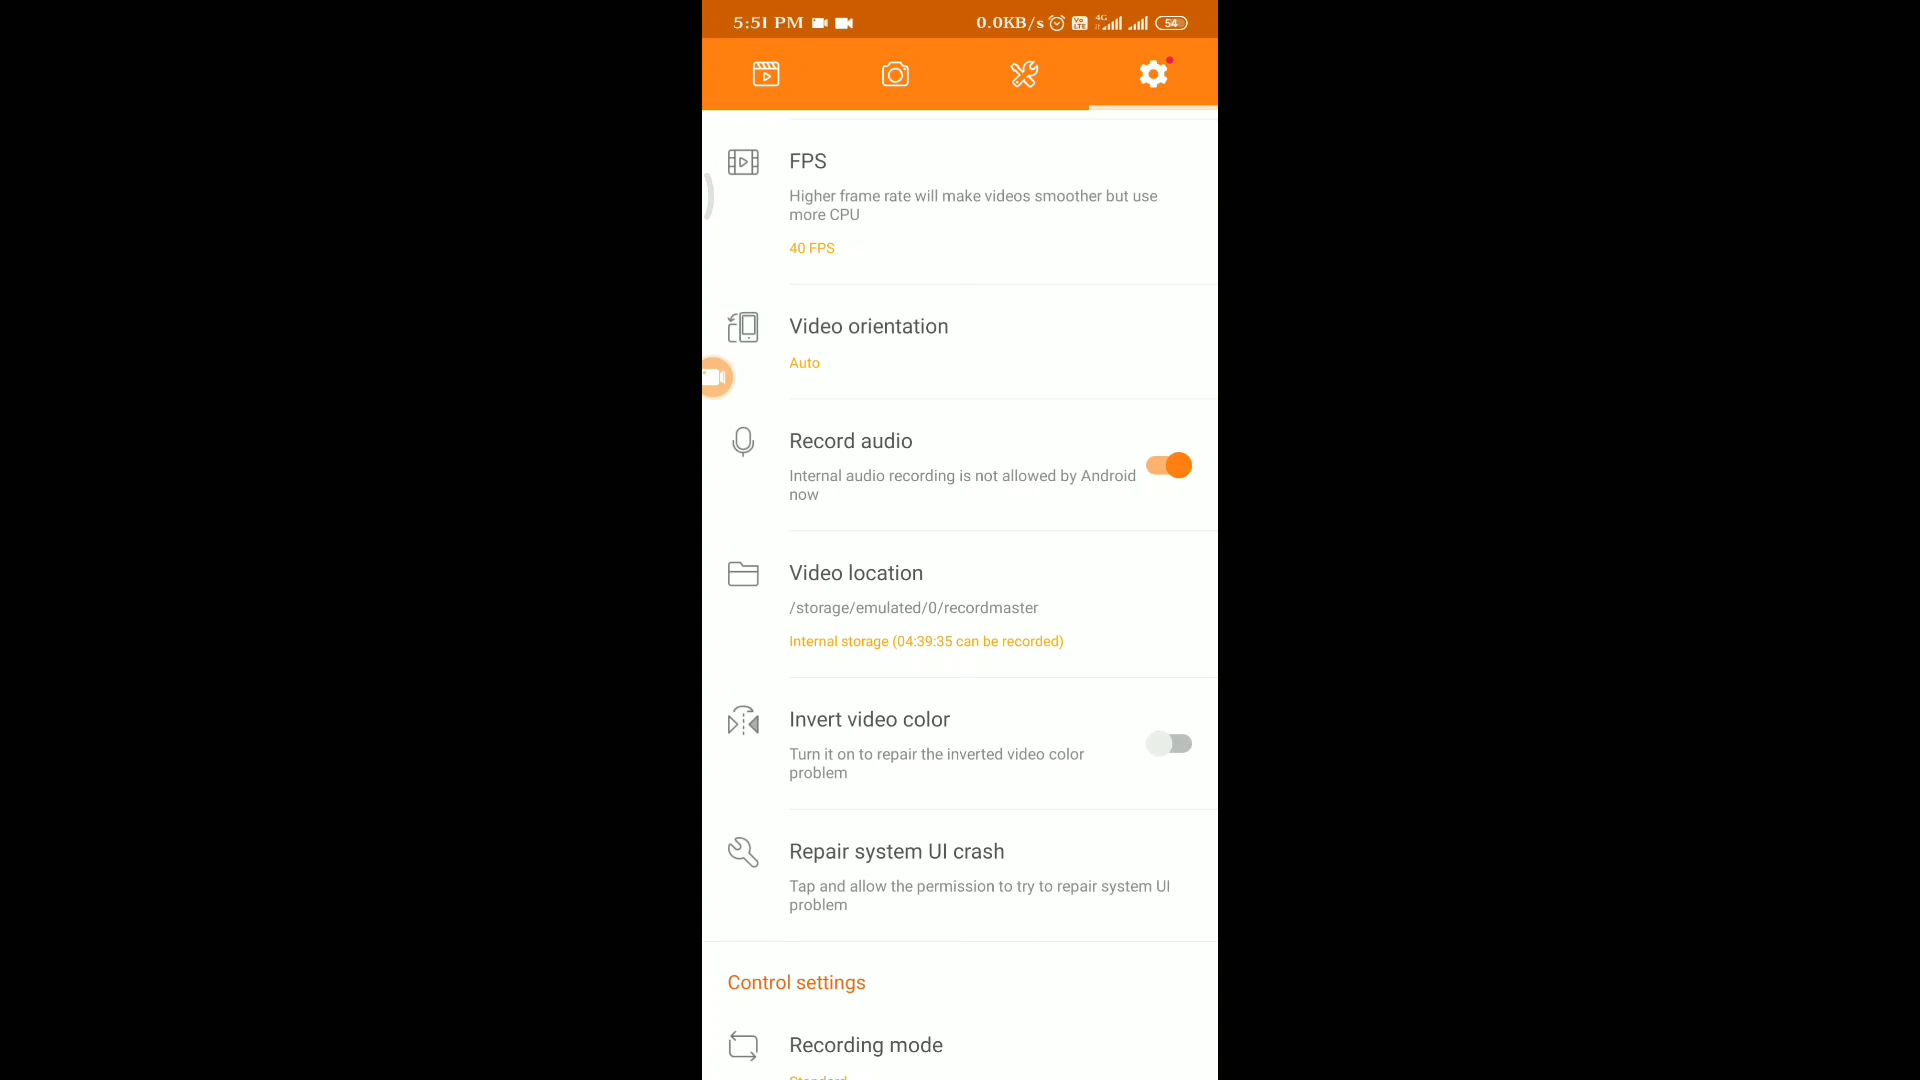 5:51 PM
0.0KB/s Vo LTE 4G 54
FPS
Higher frame rate will make videos smoother but use
more CPU
40 FPS
Video orientation
Auto
Record audio
Internal audio recording is not allowed by Android
now
Video location
/storage/emulated/0/recordmaster
Internal storage (04:39:35 can be recorded)
Invert video color
Turn it on to repair the inverted video color
problem
Repair system UI crash
Tap and allow the permission to try to repair system UI
problem
Control settings
Recording mode
Standard